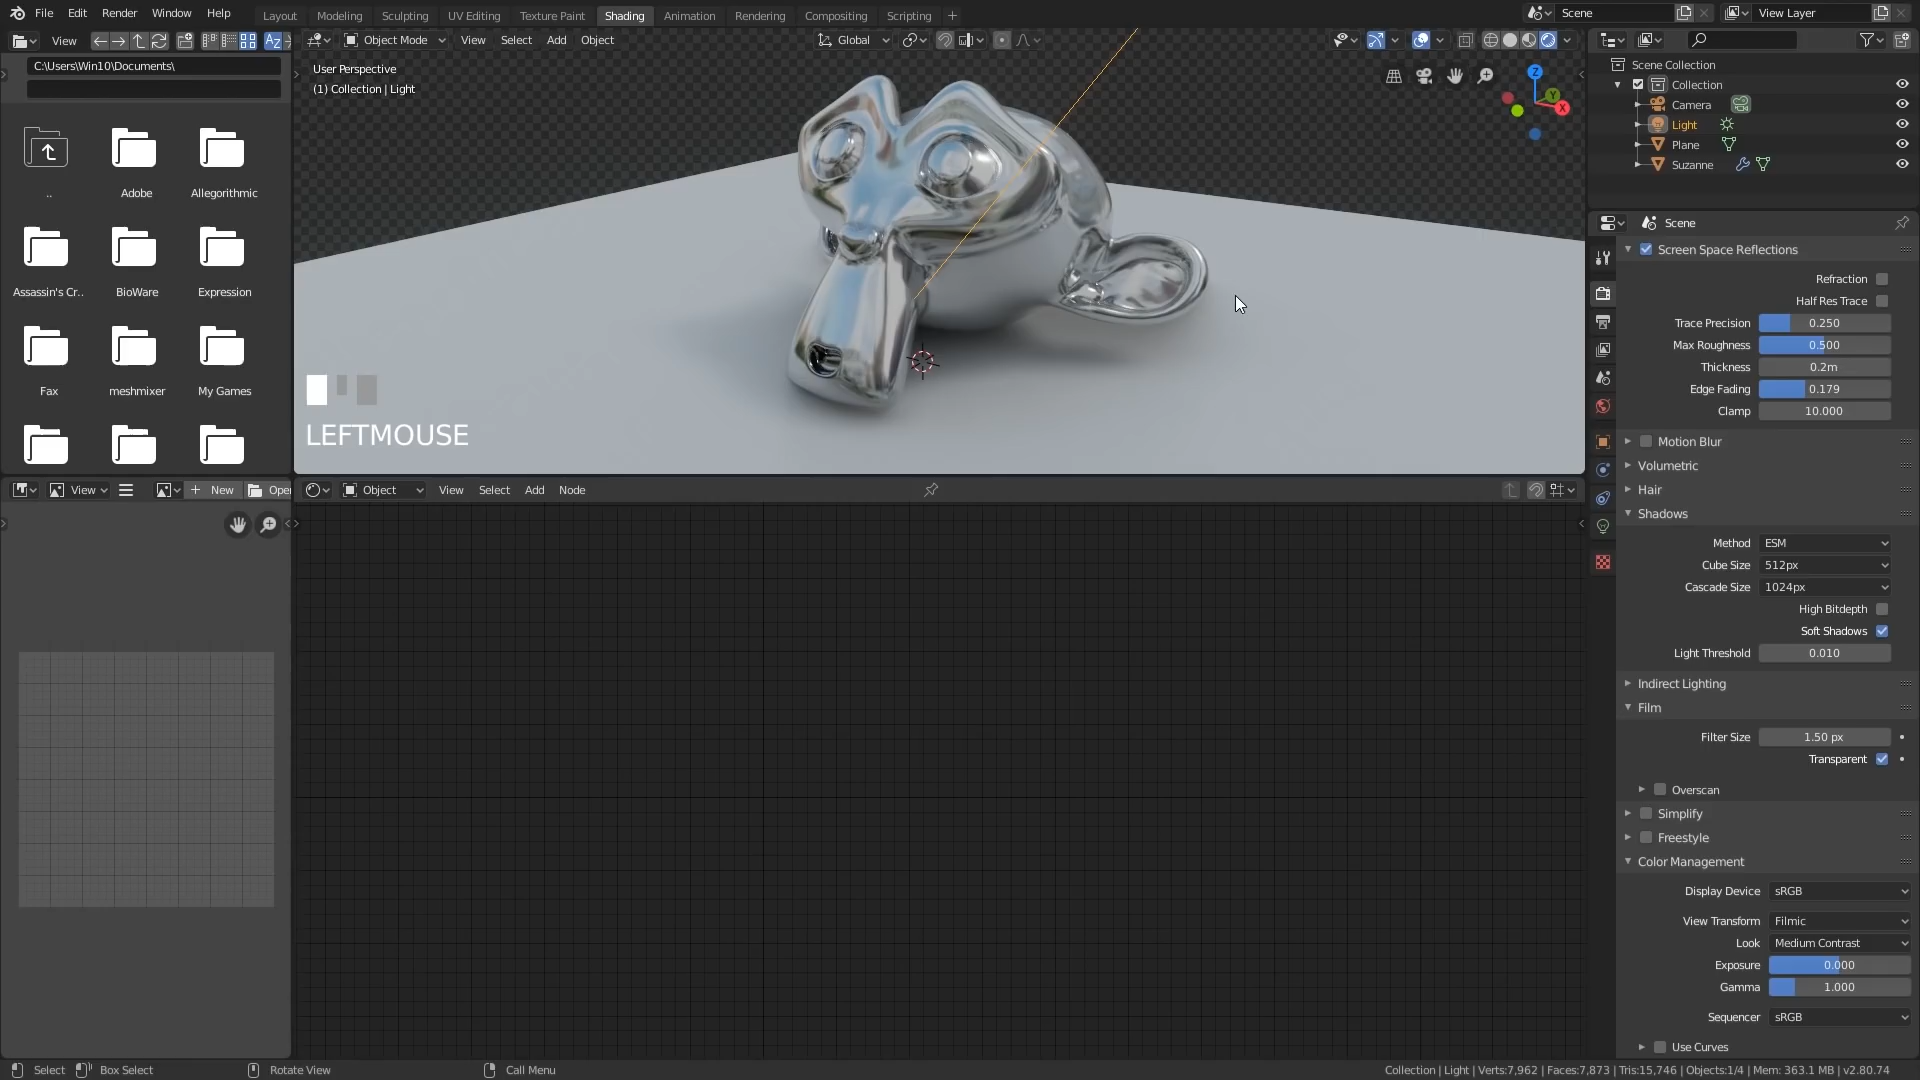 File Edit Render Window Help
Layout Modeling Sculpting UV Editing Texture Paint Shading Animation Rendering Compositing Scripting +
Scene
View Layer
View
Object Mode View Select Add Object
Global
C:\Users\Win10\Documents\
User Perspective
(1) Collection | Light
Z
Y
X
..
Adobe
Allegorithmic
Assassin's Cr..
BioWare
Expression
Fax
meshmixer
My Games
LEFTMOUSE
Scene Collection
Collection
Camera
Light
Plane
Suzanne
Scene
Screen Space Reflections
Refraction
Half Res Trace
Trace Precision 0.250
Max Roughness 0.500
Thickness 0.2m
Edge Fading 0.179
Clamp 10.000
Motion Blur
Volumetric
Hair
Shadows
Method ESM
Cube Size 512px
Cascade Size 1024px
High Bitdepth
Soft Shadows
Light Threshold 0.010
Indirect Lighting
Film
Filter Size 1.50 px
Transparent
Overscan
Simplify
Freestyle
Color Management
Display Device sRGB
View Transform Filmic
Look Medium Contrast
Exposure 0.000
Gamma 1.000
Sequencer sRGB
Use Curves
View + New Ope
Object View Select Add Node
Select Box Select Rotate View Call Menu
Collection | Light | Verts:7,962 | Faces:7,873 | Tris:15,746 | Objects:1/4 | Mem: 363.1 MB | v2.80.74